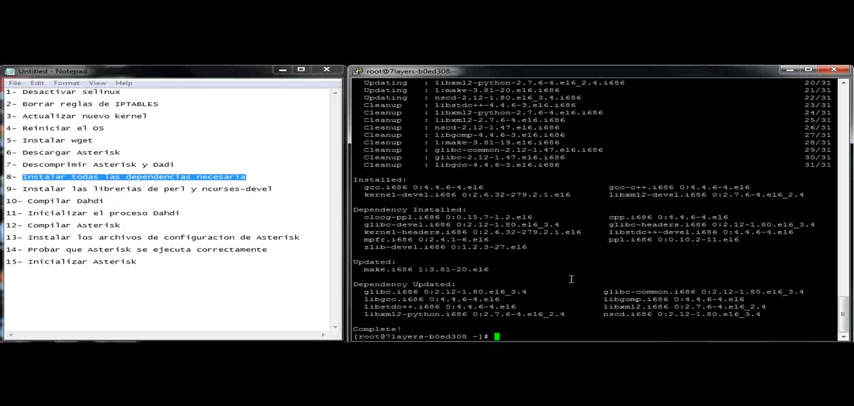 Untitled - Notepad
File Edit Format View Help
1- Desactivar selinux
2- Borrar reglas de IPTABLES
3- Actualizar nuevo kernel
4- Reiniciar el OS
5- Instalar wget
6- Descargar Asterisk
7- Descomprimir Asterisk y Dadi
8- Instalar todas las dependencias necesaria
9- Instalar las librerias de perl y ncurses-devel
10- Compilar Dahdi
11- Inicializar el proceso Dahdi
12- Compilar Asterisk
13- Instalar los archivos de configuracion de Asterisk
14- Probar que Asterisk se ejecuta correctamente
15- Inicializar Asterisk
root@7layers-b0ed308:~
Updating : libxml2-python-2.7.6-4.el6_2.4.i686 20/31
Updating : 1:make-3.81-20.el6.i686 21/31
Updating : nscd-2.12-1.80.el6_3.4.i686 22/31
Cleanup : libstdc++-4.4.6-3.el6.i686 23/31
Cleanup : libxml2-python-2.7.6-4.el6.i686 24/31
Cleanup : libxml2-2.7.6-4.el6.i686 25/31
Cleanup : nscd-2.12-1.47.el6.i686 26/31
Cleanup : 1:make-3.81-19.el6.i686 27/31
Cleanup : glibc-common-2.12-1.47.el6.i686 28/31
Cleanup : glibc-2.12-1.47.el6.i686 29/31
Cleanup : libgcc-4.4.6-3.el6.i686 30/31
Installed:
gcc.i686 0:4.4.6-4.el6 gcc-c++.i686 0:4.4.6-4.el6
kernel-devel.i686 0:2.6.32-279.2.1.el6 libxml2-devel.i686 0:2.7.6-4.el6_2.4
Dependency Installed:
cloog-ppl.i686 0:0.15.7-1.2.el6 cpp.i686 0:4.4.6-4.el6
glibc-devel.i686 0:2.12-1.80.el6_3.4 glibc-headers.i686 0:2.12-1.80.el6_3.4
kernel-headers.i686 0:2.6.32-279.2.1.el6 libstdc++-devel.i686 0:4.4.6-4.el6
mpfr.i686 0:2.4.1-6.el6 ppl.i686 0:0.10.2-11.el6
zlib-devel.i686 0:1.2.3-27.el6
Updated:
make.i686 1:3.81-20.el6
Dependency Updated:
glibc.i686 0:2.12-1.80.el6_3.4 glibc-common.i686 0:2.12-1.80.el6_3.4
libgcc.i686 0:4.4.6-4.el6 libgomp.i686 0:4.4.6-4.el6
libstdc++.i686 0:4.4.6-4.el6 libxml2.i686 0:2.7.6-4.el6_2.4
libxml2-python.i686 0:2.7.6-4.el6_2.4 nscd.i686 0:2.12-1.80.el6_3.4
Complete!
[root@7layers-b0ed308 ~]#